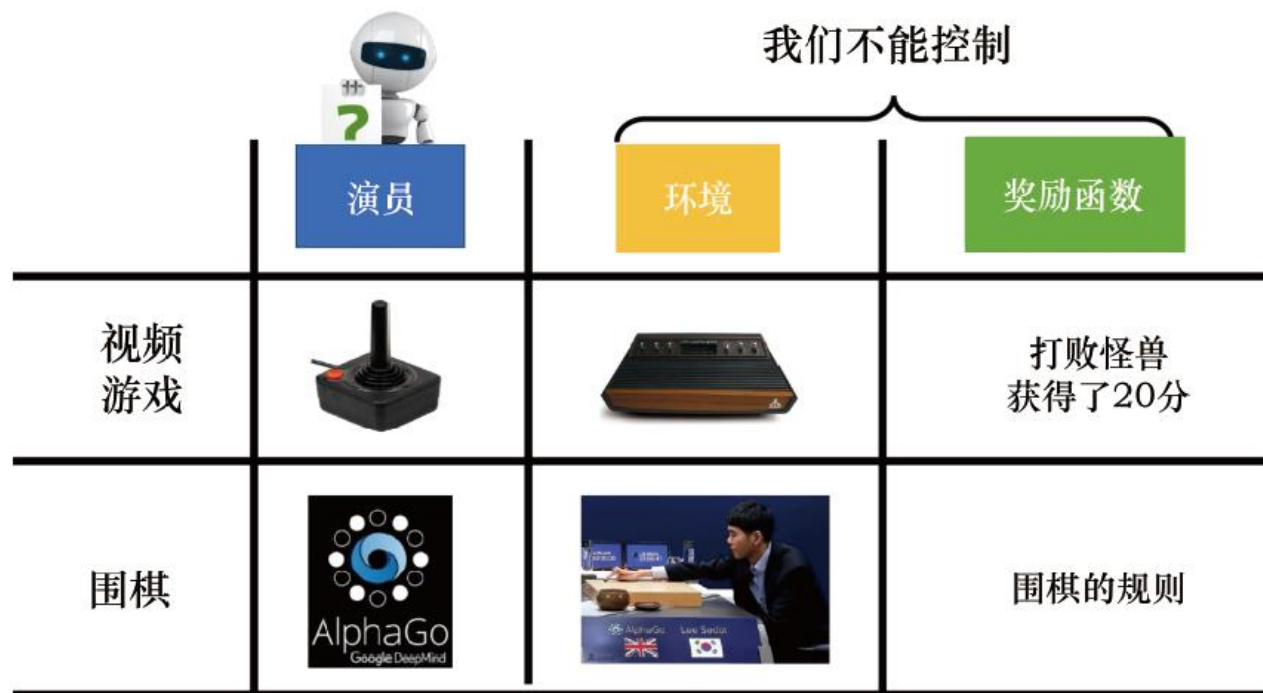 我们不能控制
?
演员
环境
奖励函数
视频
游戏
打败怪兽
获得了20分
围棋
AlphaGo
Google DeepMind
AlphaGo
Lee Sedol
围棋的规则